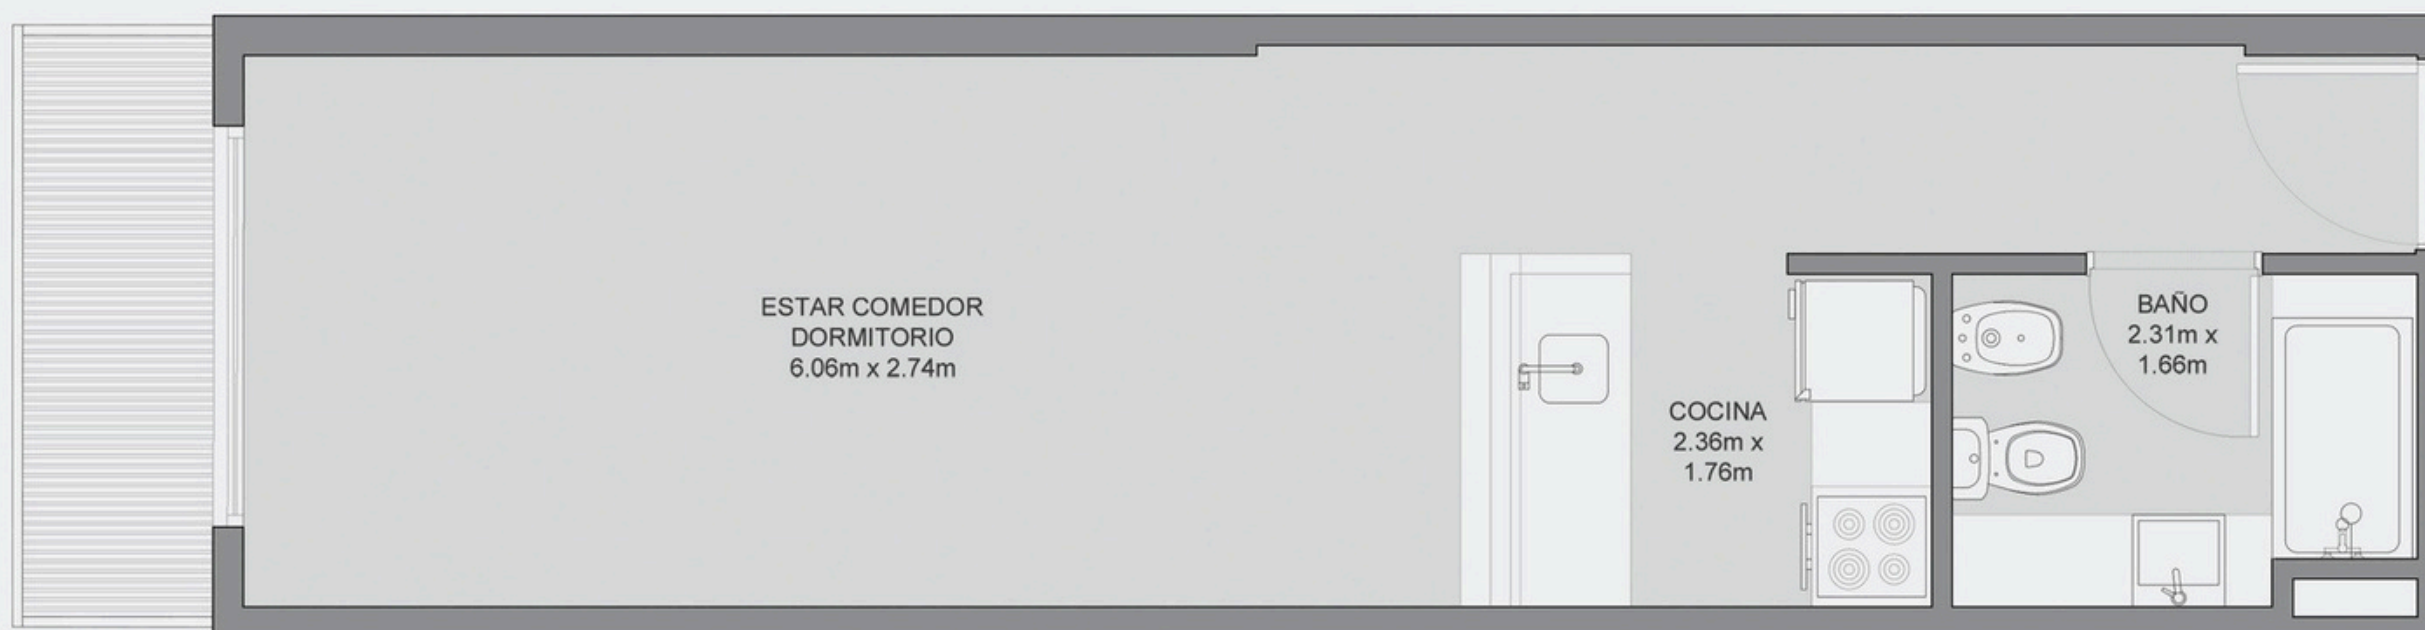 ESTAR COMEDOR
DORMITORIO
6.06m x 2.74m
COCINA
2.36m x
1.76m
BAÑO
2.31m x
1.66m